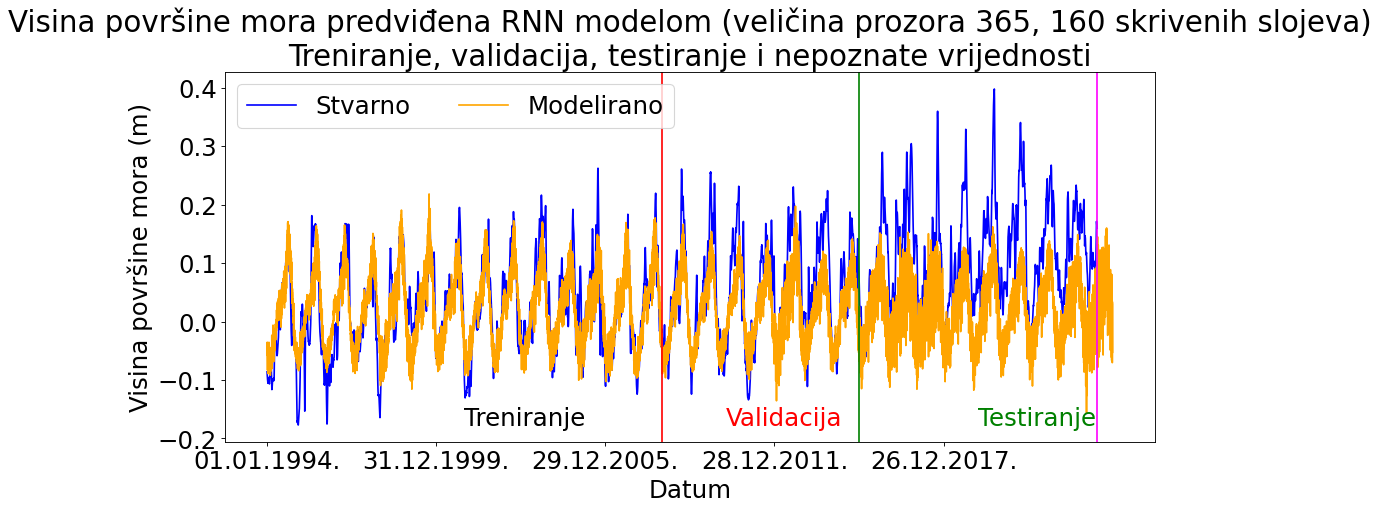 Visina površine mora predviđena RNN modelom (veličina prozora 365, 160 skrivenih slojeva)
Treniranje, validacija, testiranje i nepoznate vrijednosti
Stvarno Modelirano
Visina površine mora (m)
0.4
0.3
0.2
0.1
0.0
−0.1
−0.2
Treniranje Validacija Testiranje
01.01.1994. 31.12.1999. 29.12.2005. 28.12.2011. 26.12.2017.
Datum